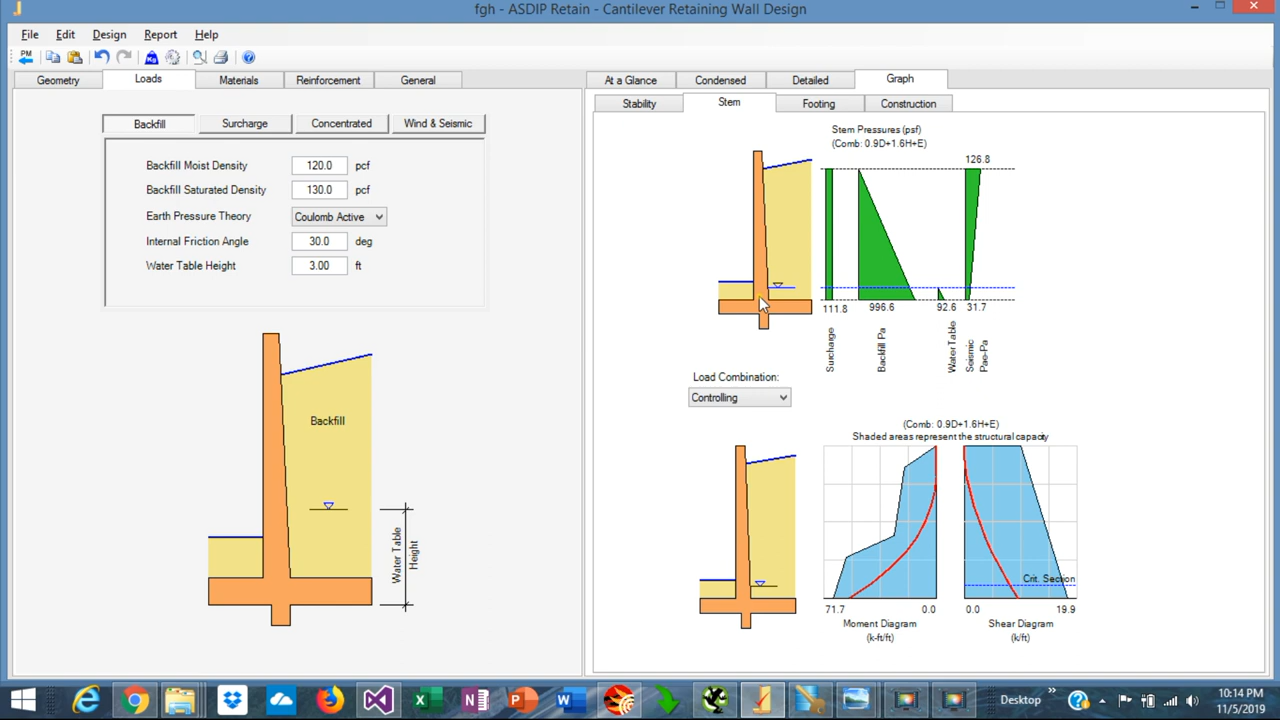 fgh - ASDIP Retain - Cantilever Retaining Wall Design
File Edit Design Report Help
PM
Kg
Geometry Loads Materials Reinforcement General
At a Glance Condensed Detailed Graph
Stability Stem Footing Construction
Backfill Surcharge Concentrated Wind & Seismic
Backfill Moist Density 120.0 pcf
Backfill Saturated Density 130.0 pcf
Earth Pressure Theory Coulomb Active
Internal Friction Angle 30.0 deg
Water Table Height 3.00 ft
Backfill
Water Table
Height
Stem Pressures (psf)
(Comb: 0.9D+1.6H+E)
126.8
111.8 996.6 92.6 31.7
Surcharge
Backfill Pa
Water Table
Seismic
Pae-Pa
Load Combination:
Controlling
(Comb: 0.9D+1.6H+E)
Shaded areas represent the structural capacity
Crit. Section
71.7 0.0 0.0 19.9
Moment Diagram Shear Diagram
(k-ft/ft) (k/ft)
Desktop
10:14 PM
11/5/2019